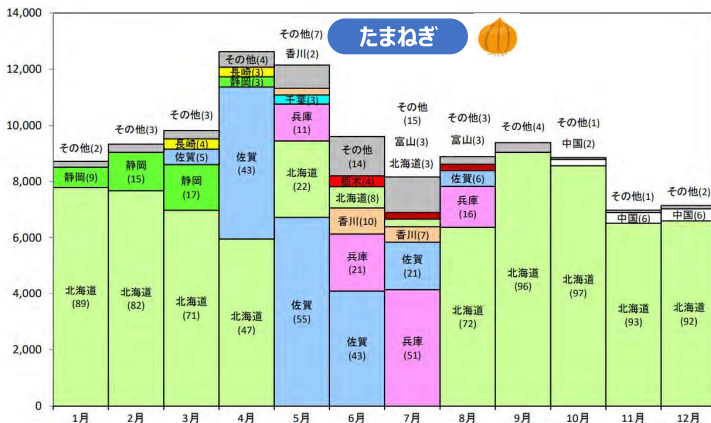 たまねぎ
14,000
12,000
10,000
8,000
6,000
4,000
2,000
0
その他(2)
静岡(9)
北海道
(89)
1月
その他(3)
静岡
(15)
北海道
(82)
2月
その他(3)
長崎(4)
佐賀(5)
静岡
(17)
北海道
(71)
3月
その他(4)
長崎(3)
静岡(3)
佐賀
(43)
北海道
(47)
4月
その他(7)
香川(2)
千葉(3)
兵庫
(11)
北海道
(22)
佐賀
(55)
5月
その他
(14)
栃木(4)
北海道(8)
香川(10)
兵庫
(21)
佐賀
(43)
6月
その他
(15)
富山(3)
北海道(3)
香川(7)
佐賀
(21)
兵庫
(51)
7月
その他(3)
富山(3)
佐賀(6)
兵庫
(16)
北海道
(72)
8月
その他(4)
北海道
(96)
9月
その他(1)
中国(2)
北海道
(97)
10月
その他(1)
中国(6)
北海道
(93)
11月
その他(2)
中国(6)
北海道
(92)
12月